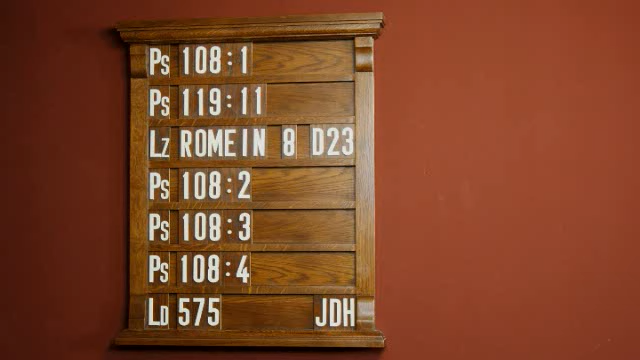 Ps 108:1
Ps 119:11
Lz ROMEIN 8 D23
Ps 108:2
Ps 108:3
Ps 108:4
LD 575 JDH